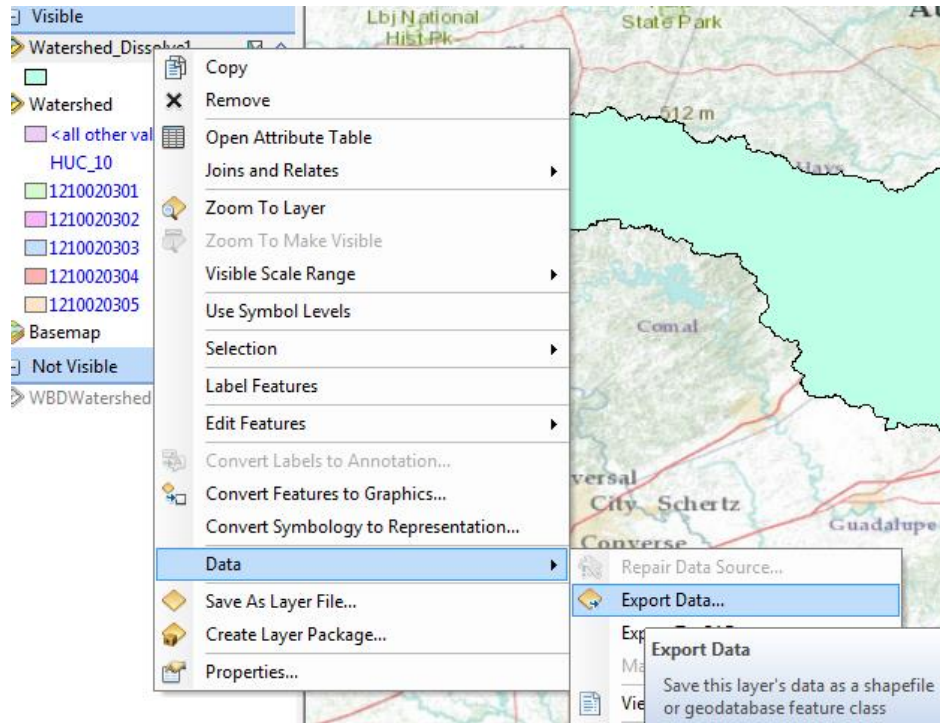 Visible
Watershed_Dissolve1
Watershed
<all other val
HUC_10
1210020301
1210020302
1210020303
1210020304
1210020305
Basemap
Not Visible
WBDWatershed
Copy
Remove
Open Attribute Table
Joins and Relates
Zoom To Layer
Zoom To Make Visible
Visible Scale Range
Use Symbol Levels
Selection
Label Features
Edit Features
Convert Labels to Annotation...
Convert Features to Graphics...
Convert Symbology to Representation...
Data
Save As Layer File...
Create Layer Package...
Properties...
Repair Data Source...
Export Data...
Export Data
Save this layer's data as a shapefile
or geodatabase feature class
Lbj National
Hist Pk
State Park
512 m
Hays
Comal
versal
City
Schertz
Converse
Guadalupe